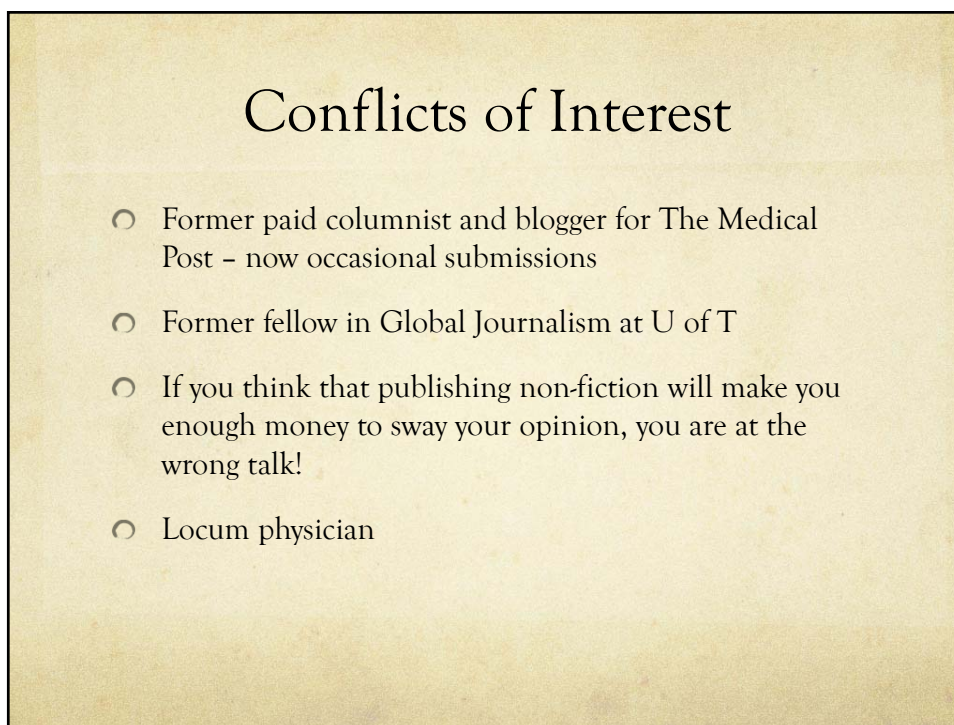 Conflicts of Interest
Former paid columnist and blogger for The Medical
Post – now occasional submissions
Former fellow in Global Journalism at U of T
If you think that publishing non-fiction will make you
enough money to sway your opinion, you are at the
wrong talk!
Locum physician